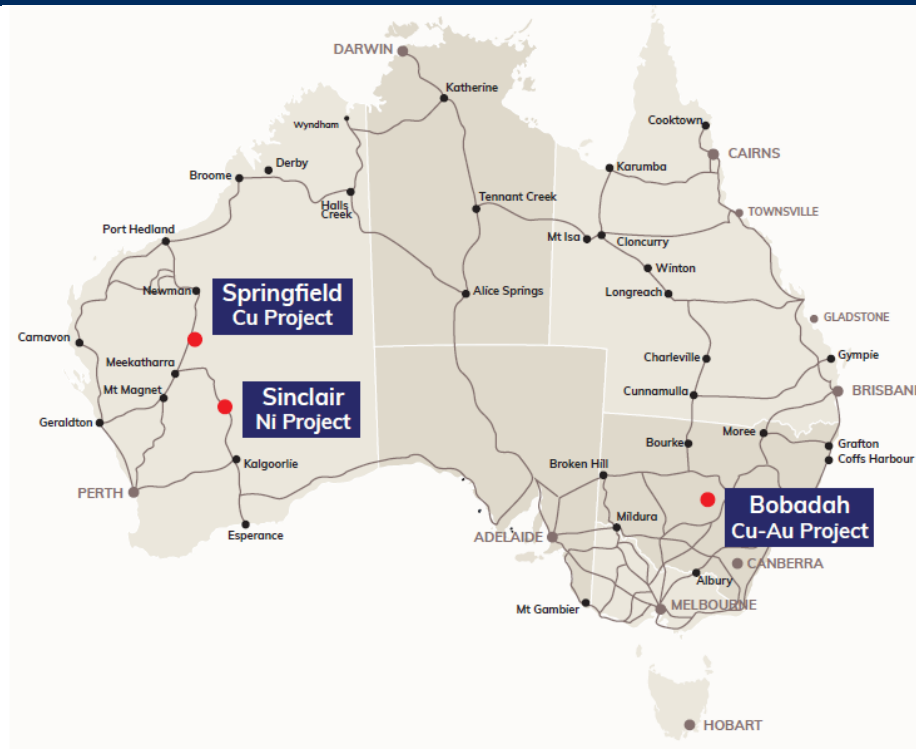 DARWIN
Katherine
Wyndham
Cooktown
CAIRNS
Derby
Broome
Karumba
Halls
Creek
Tennant Creek
TOWNSVILLE
Port Hedland
Mt Isa
Cloncurry
Winton
Newman
Springfield
Cu Project
Alice Springs
Longreach
GLADSTONE
Carnavon
Meekatharra
Charleville
Gympie
Mt Magnet
Sinclair
Ni Project
Cunnamulla
BRISBANE
Geraldton
Moree
Bourke
Grafton
Coffs Harbour
Kalgoorlie
Broken Hill
PERTH
Bobadah
Cu-Au Project
Mildura
Esperance
ADELAIDE
CANBERRA
Albury
Mt Gambier
MELBOURNE
HOBART